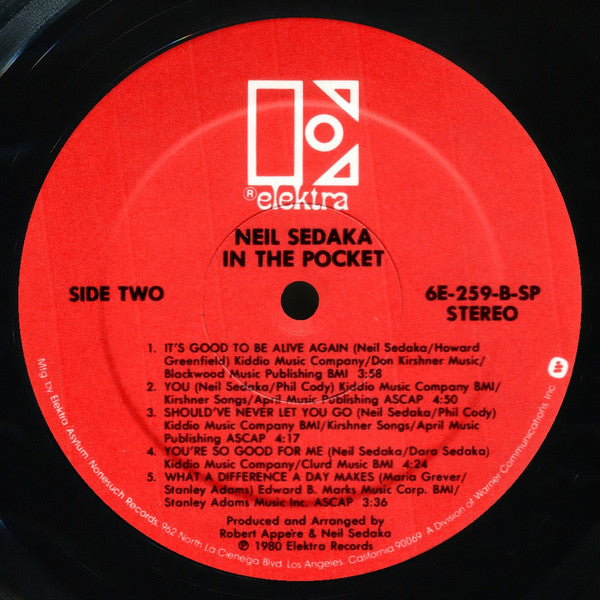 ® elektra
NEIL SEDAKA
IN THE POCKET
SIDE TWO
6E-259-B-SP
STEREO
1. IT'S GOOD TO BE ALIVE AGAIN (Neil Sedaka/Howard
Greenfield) Kiddio Music Company/Don Kirshner Music/
Blackwood Music Publishing BMI 3:58
2. YOU (Neil Sedaka/Phil Cody) Kiddio Music Company BMI/
Kirshner Songs/April Music Publishing ASCAP 4:50
3. SHOULD'VE NEVER LET YOU GO (Neil Sedaka/Phil Cody)
Kiddio Music Company BMI/Kirshner Songs/April Music
Publishing ASCAP 4:17
4. YOU'RE SO GOOD FOR ME (Neil Sedaka/Dara Sedaka)
Kiddio Music Company/Clurd Music BMI 4:24
5. WHAT A DIFFERENCE A DAY MAKES (Maria Grever/
Stanley Adams) Edward B. Marks Music Corp. BMI/
Stanley Adams Music Inc. ASCAP 3:36
Produced and Arranged by
Robert Appère & Neil Sedaka
℗ 1980 Elektra Records
Mfg. by Elektra/Asylum/Nonesuch Records, 962 North La Cienega Blvd. Los Angeles, California 90069. A Division of Warner Communications, Inc.